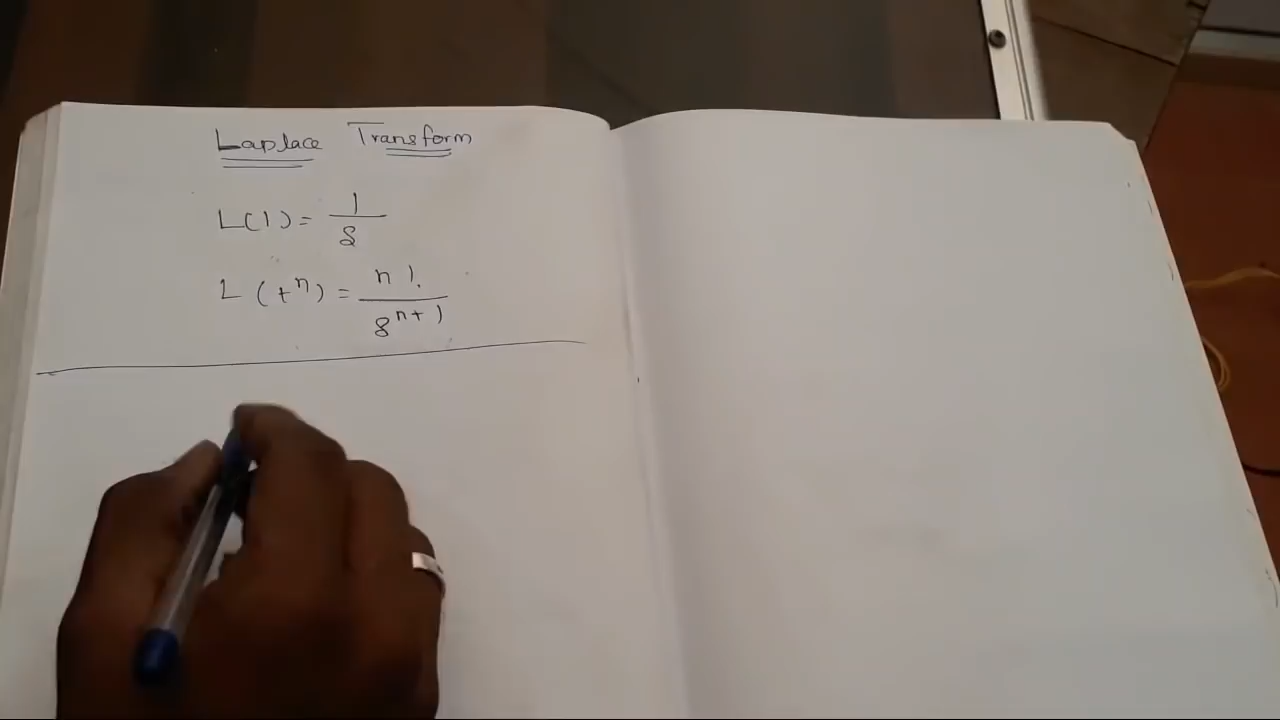 Laplace Transform
L(1) = 1/s
L(t^n) = n!/s^{n+1}